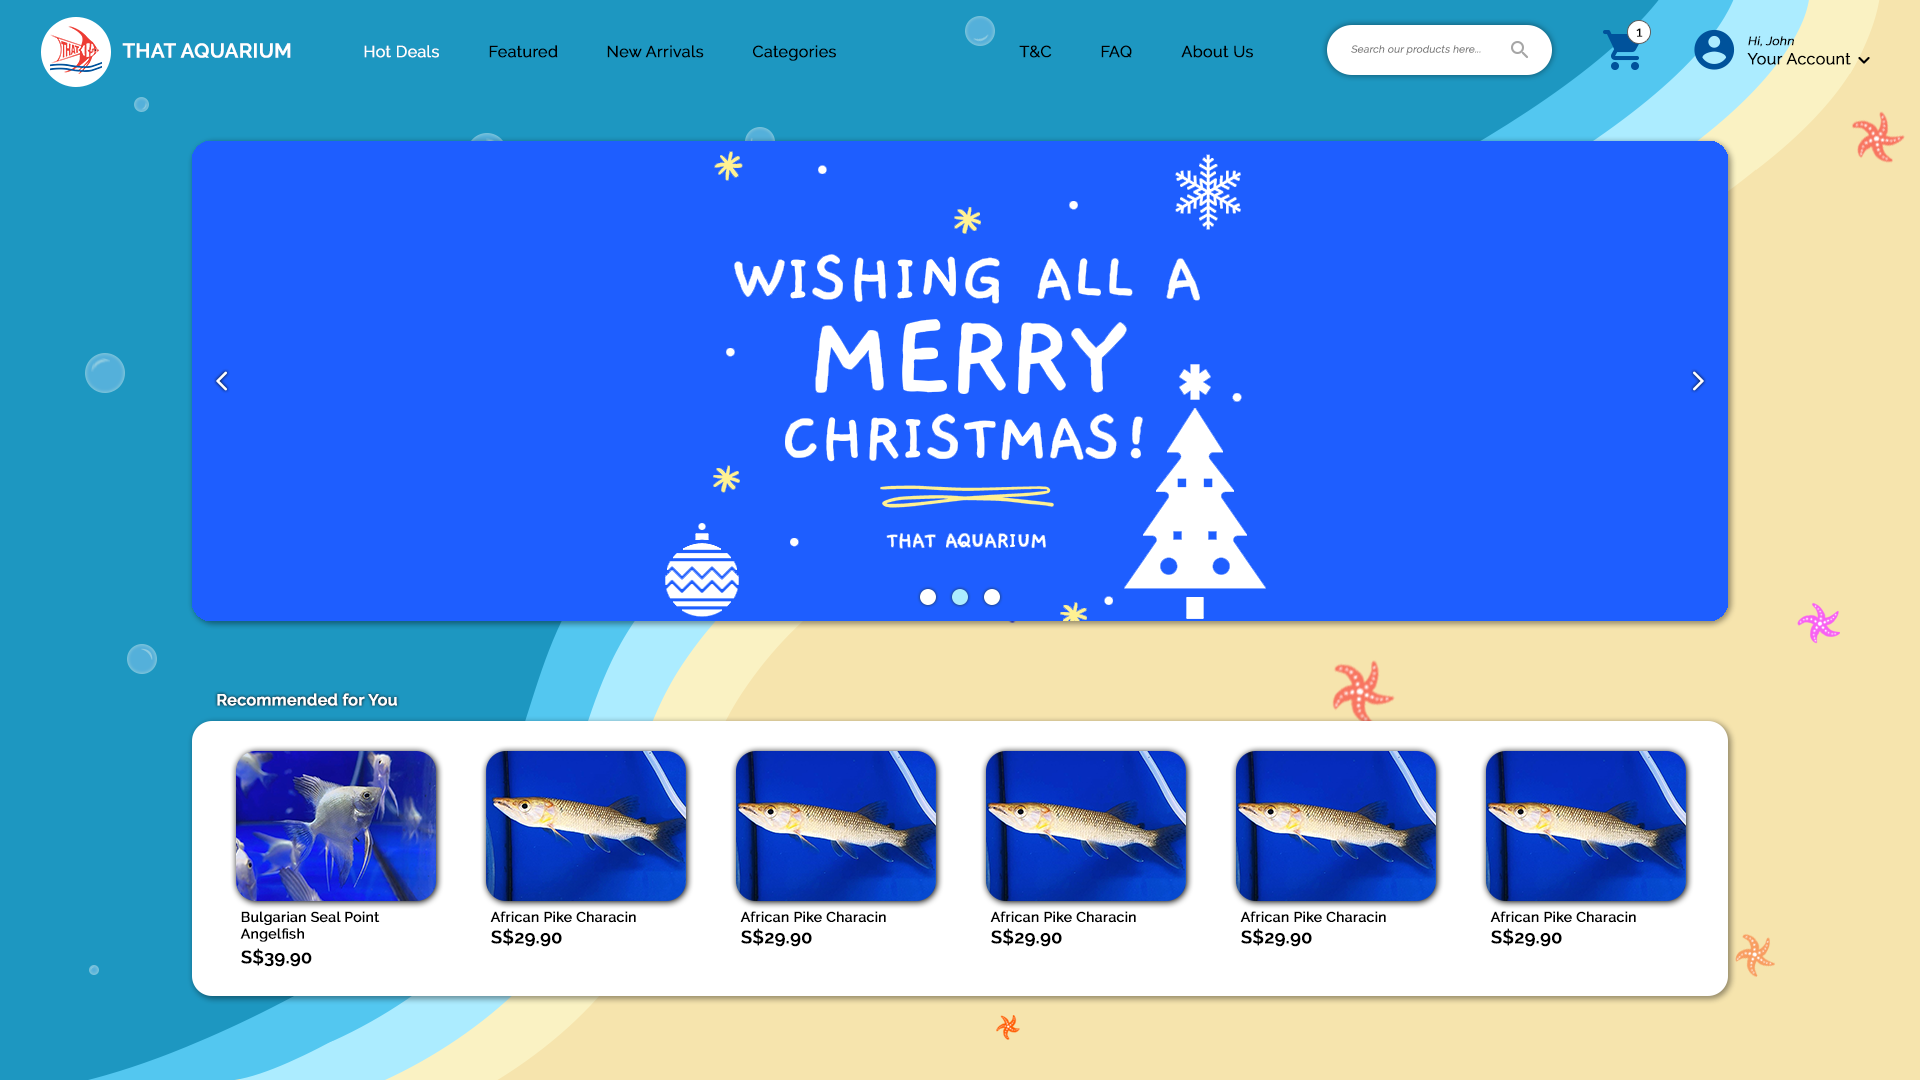 THAT
THAT AQUARIUM
Hot Deals
Featured
New Arrivals
Categories
T&C
FAQ
About Us
Search our products here...
1
Hi, John
Your Account
WISHING ALL A
MERRY
CHRISTMAS!
THAT AQUARIUM
Recommended for You
Bulgarian Seal Point
Angelfish
S$39.90
African Pike Characin
S$29.90
African Pike Characin
S$29.90
African Pike Characin
S$29.90
African Pike Characin
S$29.90
African Pike Characin
S$29.90